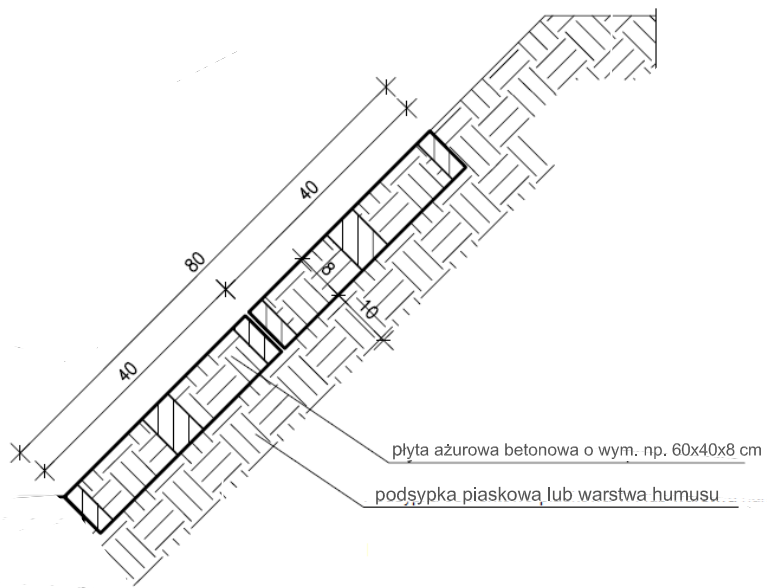 40
80
8
10
40
płyta ażurowa betonowa o wym. np. 60x40x8 cm
podsypka piaskowa lub warstwa humusu